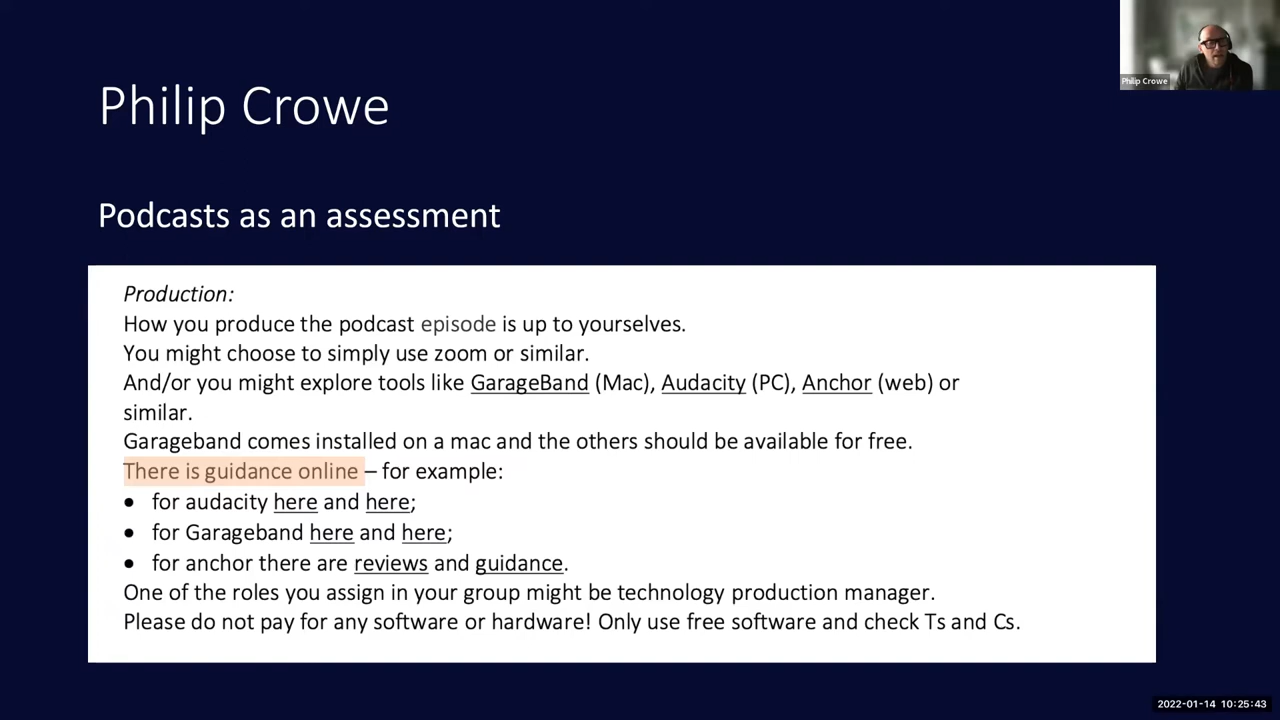 Philip Crowe
Philip Crowe
Podcasts as an assessment
Production:
How you produce the podcast episode is up to yourselves.
You might choose to simply use zoom or similar.
And/or you might explore tools like GarageBand (Mac), Audacity (PC), Anchor (web) or
similar.
Garageband comes installed on a mac and the others should be available for free.
There is guidance online – for example:
• for audacity here and here;
• for Garageband here and here;
• for anchor there are reviews and guidance.
One of the roles you assign in your group might be technology production manager.
Please do not pay for any software or hardware! Only use free software and check Ts and Cs.
2022-01-14 10:25:43